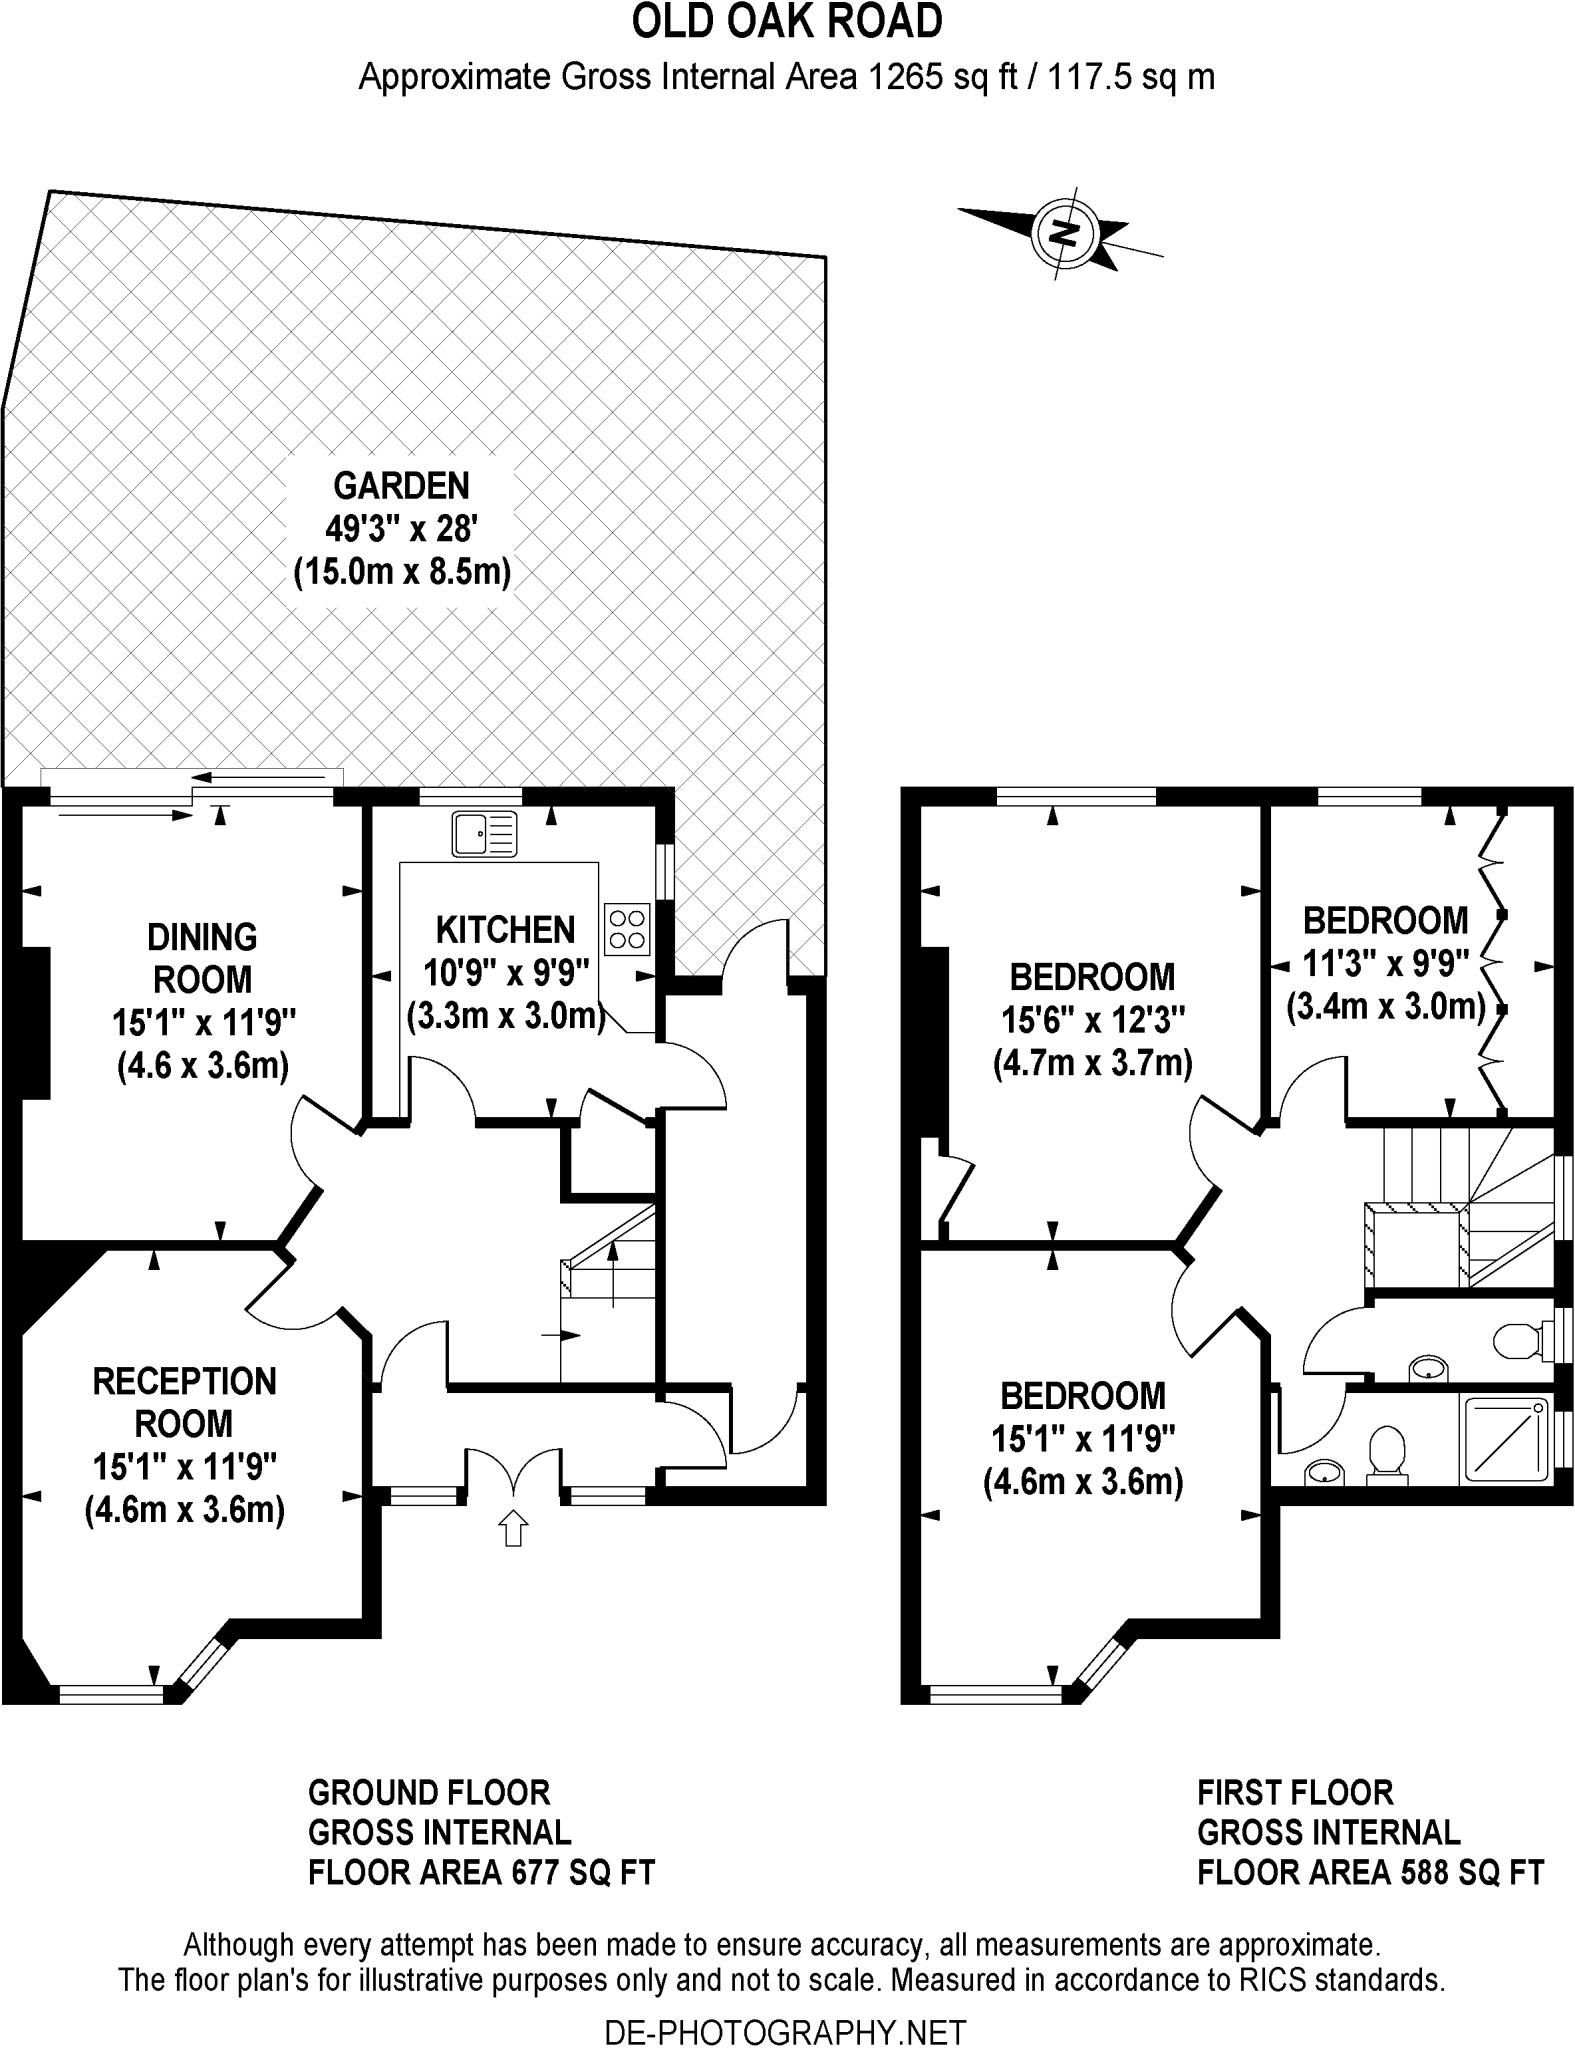 OLD OAK ROAD
Approximate Gross Internal Area 1265 sq ft / 117.5 sq m
N
GARDEN
49'3" x 28'
(15.0m x 8.5m)
DINING
ROOM
15'1" x 11'9"
(4.6 x 3.6m)
KITCHEN
10'9" x 9'9"
(3.3m x 3.0m)
RECEPTION
ROOM
15'1" x 11'9"
(4.6m x 3.6m)
BEDROOM
15'6" x 12'3"
(4.7m x 3.7m)
BEDROOM
11'3" x 9'9"
(3.4m x 3.0m)
BEDROOM
15'1" x 11'9"
(4.6m x 3.6m)
GROUND FLOOR
GROSS INTERNAL
FLOOR AREA 677 SQ FT
FIRST FLOOR
GROSS INTERNAL
FLOOR AREA 588 SQ FT
Although every attempt has been made to ensure accuracy, all measurements are approximate.
The floor plan's for illustrative purposes only and not to scale. Measured in accordance to RICS standards.
DE-PHOTOGRAPHY.NET